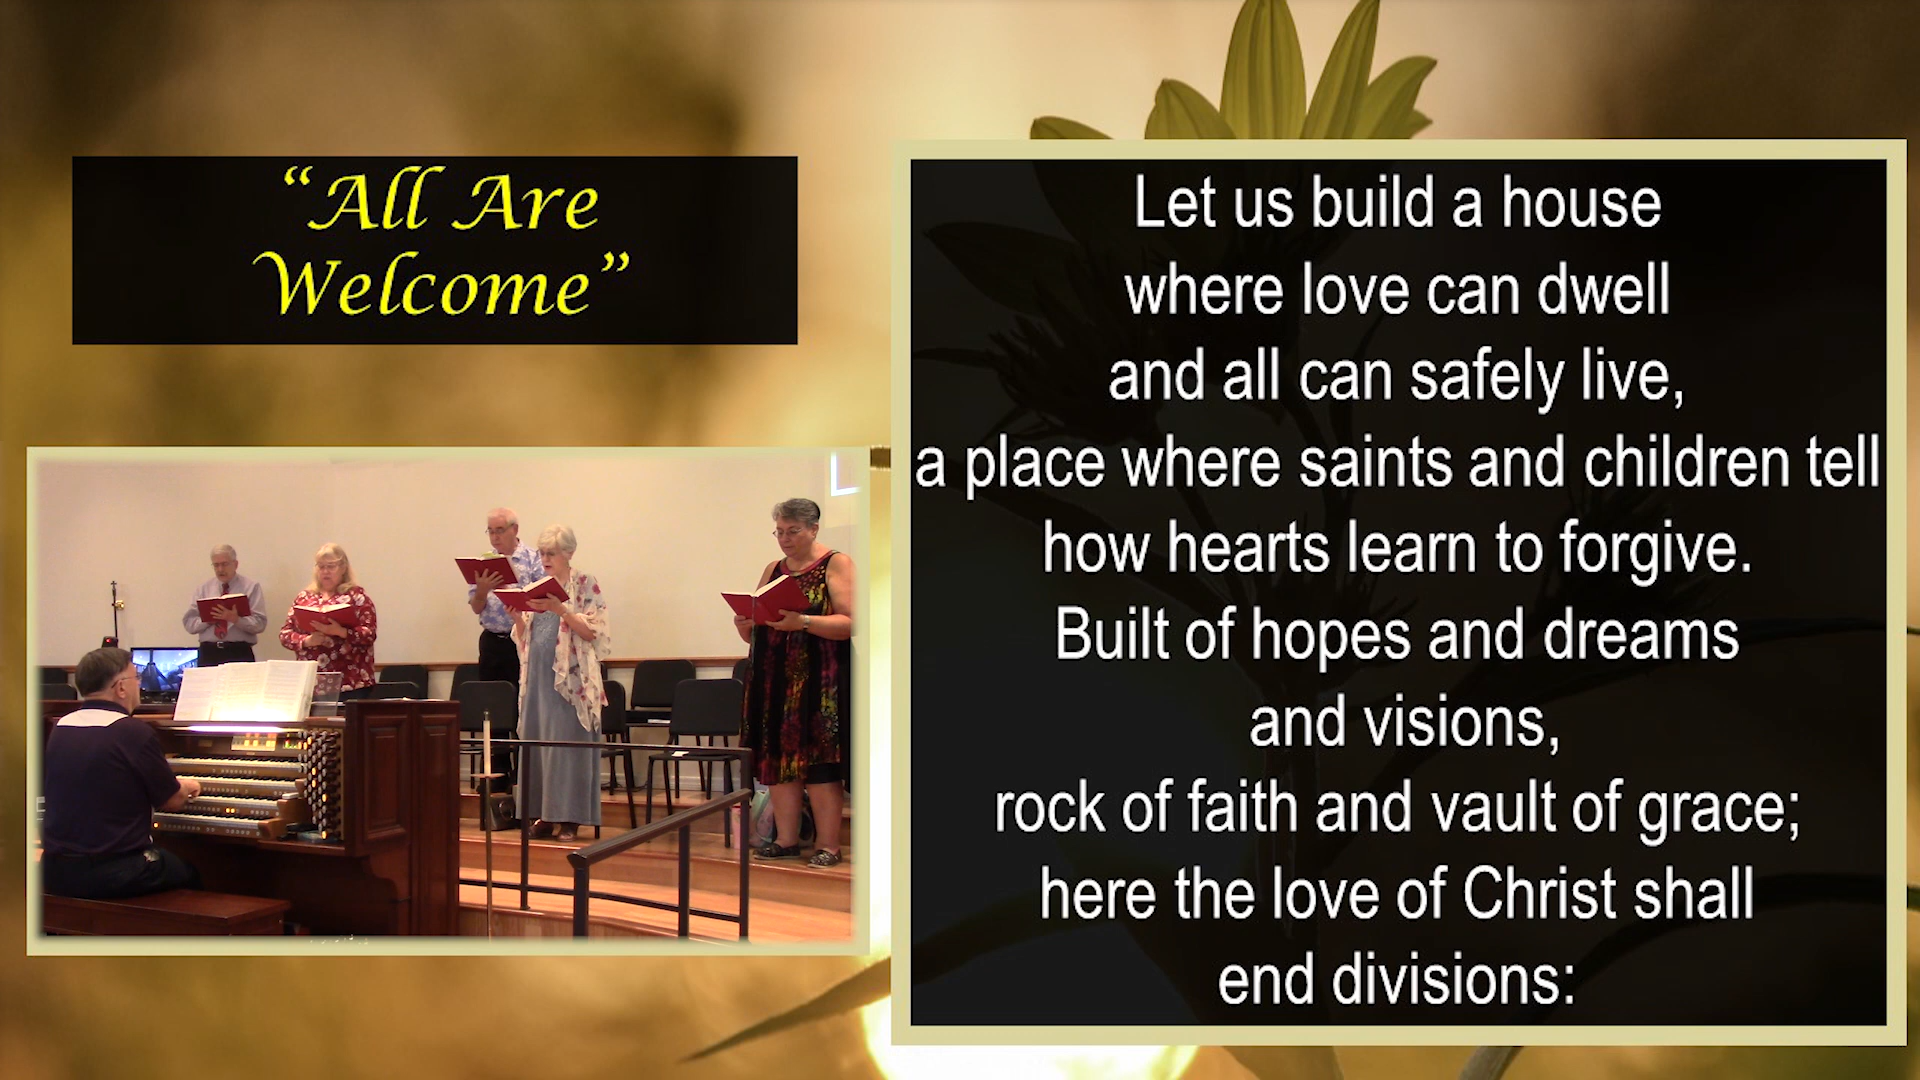 “All Are
Welcome”
Let us build a house
where love can dwell
and all can safely live,
a place where saints and children tell
how hearts learn to forgive.
Built of hopes and dreams
and visions,
rock of faith and vault of grace;
here the love of Christ shall
end divisions: